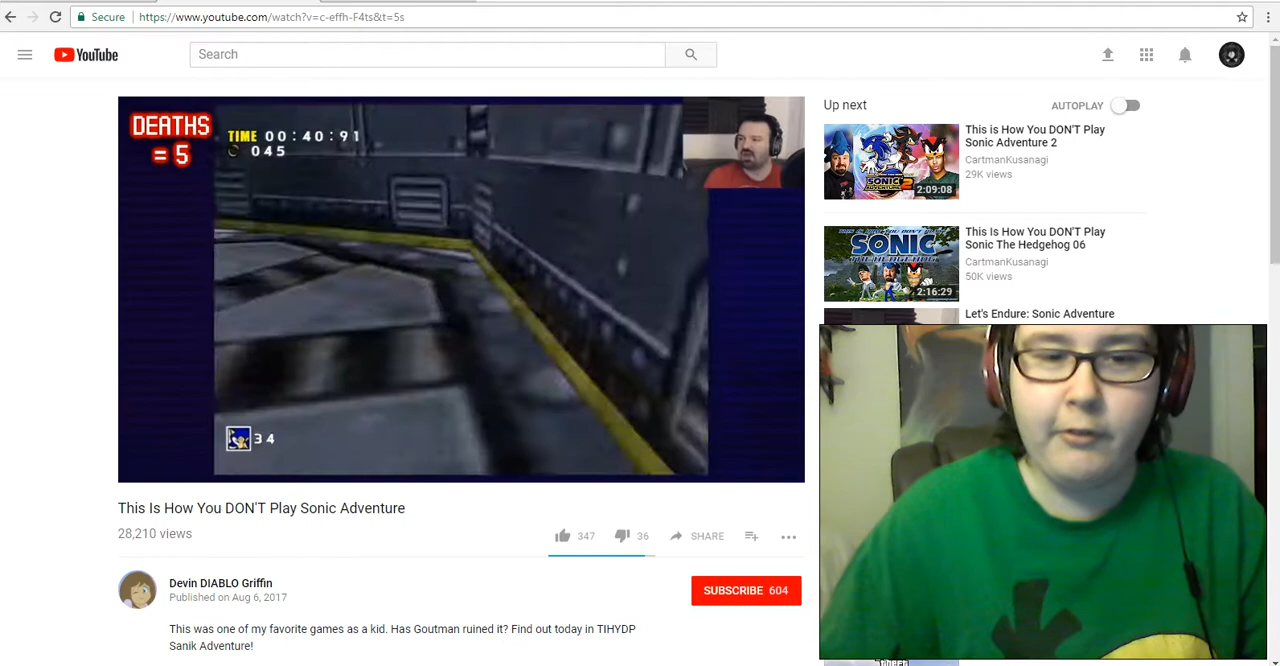 Secure https://www.youtube.com/watch?v=c-effh-F4ts&t=5s
YouTube
Search
DEATHS
= 5
TIME 00:40:91
045
34
This Is How You DON'T Play Sonic Adventure
28,210 views
347
36
SHARE
Devin DIABLO Griffin
Published on Aug 6, 2017
SUBSCRIBE 604
This was one of my favorite games as a kid. Has Goutman ruined it? Find out today in TIHYDP
Sanik Adventure!
Up next
AUTOPLAY
This is How You DON'T Play
Sonic Adventure 2
CartmanKusanagi
29K views
2:09:08
This Is How You DON'T Play
Sonic The Hedgehog 06
CartmanKusanagi
50K views
SONIC
2:16:29
Let's Endure: Sonic Adventure